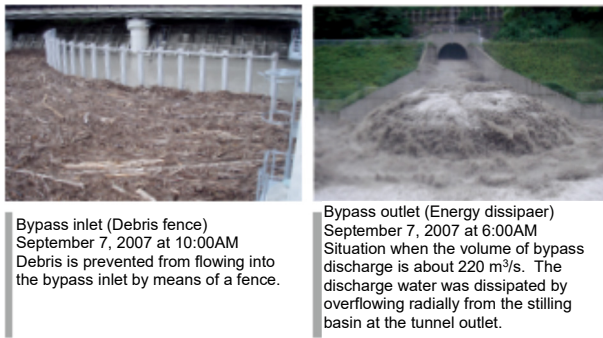 Bypass inlet (Debris fence)
September 7, 2007 at 10:00AM
Debris is prevented from flowing into
the bypass inlet by means of a fence.
Bypass outlet (Energy dissipaer)
September 7, 2007 at 6:00AM
Situation when the volume of bypass
discharge is about 220 m³/s.  The
discharge water was dissipated by
overflowing radially from the stilling
basin at the tunnel outlet.